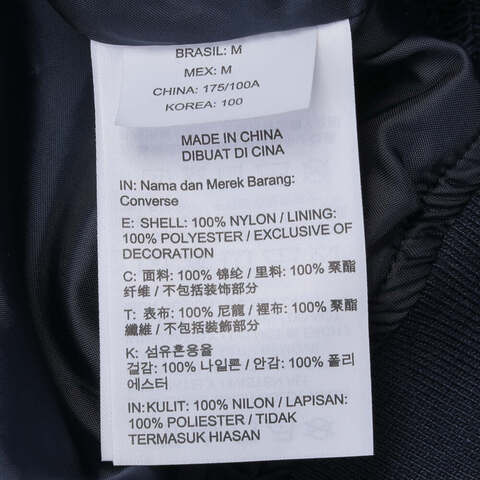 BRASIL: M
MEX: M
CHINA: 175/100A
KOREA: 100
MADE IN CHINA
DIBUAT DI CINA
IN: Nama dan Merek Barang:
Converse
E: SHELL: 100% NYLON / LINING:
100% POLYESTER / EXCLUSIVE OF
DECORATION
C: 面料: 100% 锦纶 / 里料: 100% 聚酯
纤维 / 不包括装饰部分
T: 表布: 100% 尼龍 / 裡布: 100% 聚酯
纖維 / 不包括裝飾部分
K: 섬유혼용율
겉감: 100% 나일론 / 안감: 100% 폴리
에스터
IN:KULIT: 100% NILON / LAPISAN:
100% POLIESTER / TIDAK
TERMASUK HIASAN